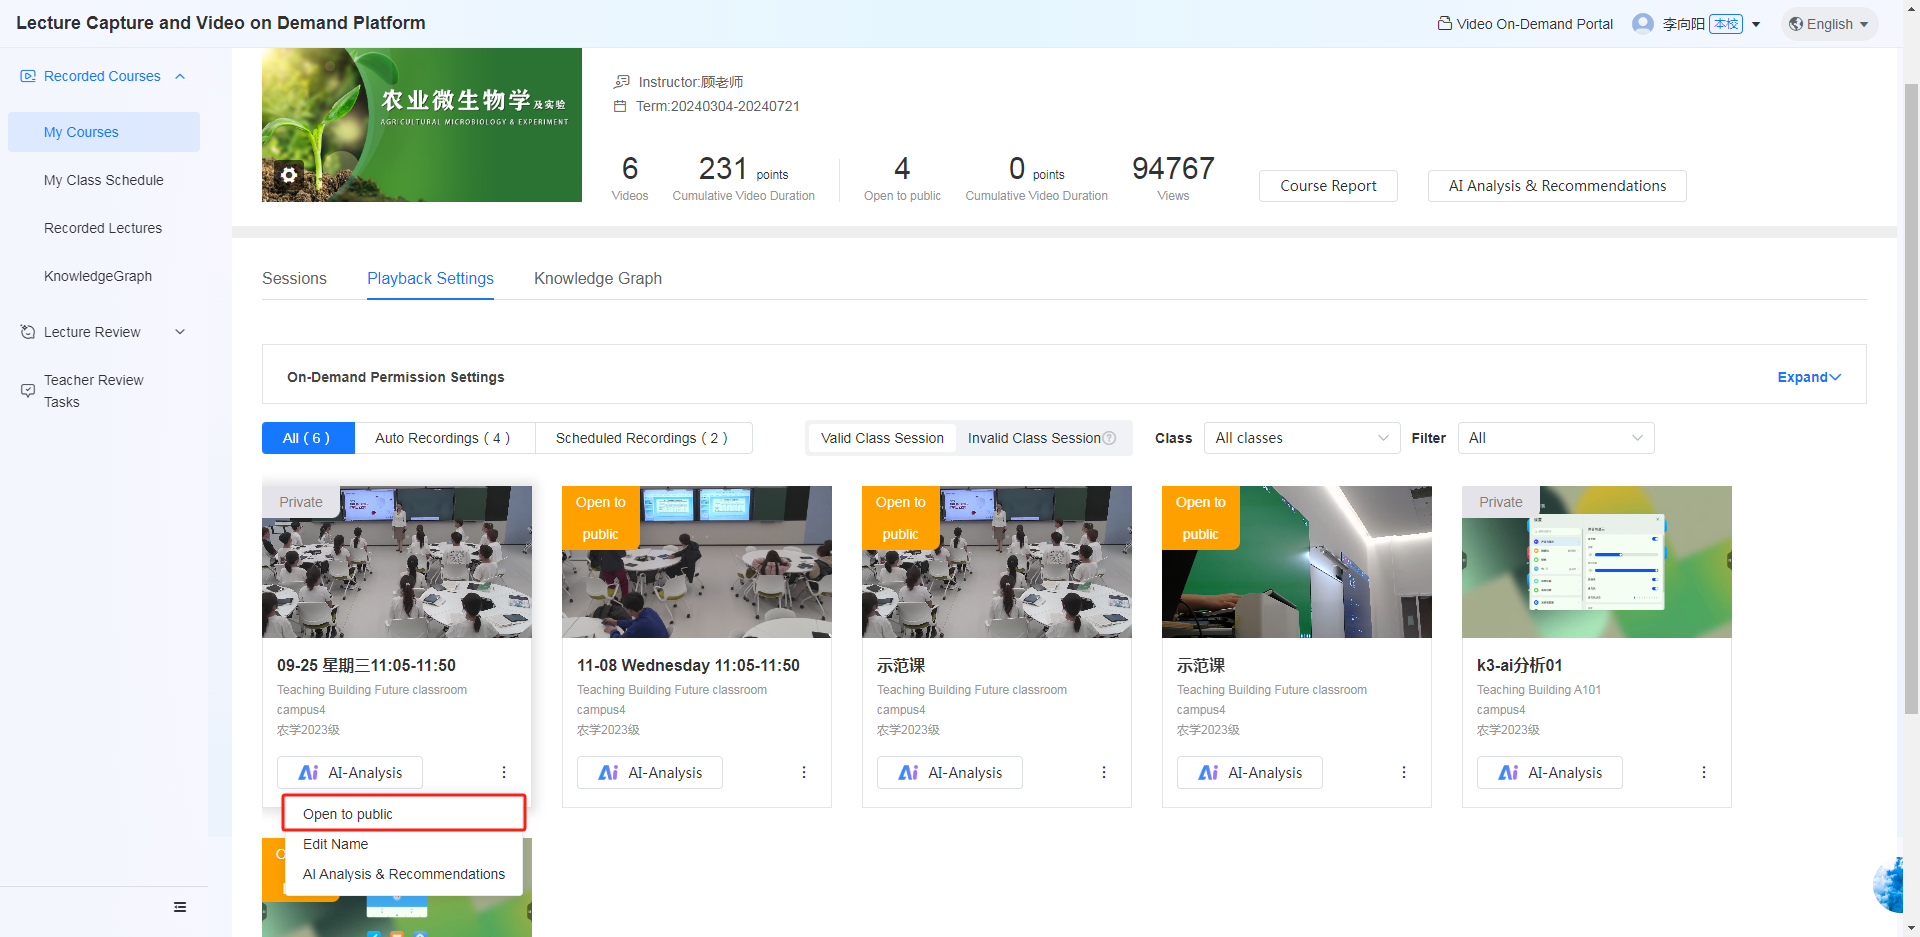 Lecture Capture and Video on Demand Platform
Video On-Demand Portal
李向阳
本校
English
Recorded Courses
My Courses
My Class Schedule
Recorded Lectures
KnowledgeGraph
Lecture Review
Teacher Review
Tasks
农业微生物学及实验
AGRICULTURAL MICROBIOLOGY & EXPERIMENT
Instructor:顾老师
Term:20240304-20240721
6
Videos
231 points
Cumulative Video Duration
4
Open to public
0 points
Cumulative Video Duration
94767
Views
Course Report
AI Analysis & Recommendations
Sessions
Playback Settings
Knowledge Graph
On-Demand Permission Settings
Expand
All ( 6 )
Auto Recordings ( 4 )
Scheduled Recordings ( 2 )
Valid Class Session
Invalid Class Session
Class
All classes
Filter
All
Private
09-25 星期三11:05-11:50
Teaching Building Future classroom
campus4
农学2023级
AI-Analysis
Open to
public
11-08 Wednesday 11:05-11:50
Teaching Building Future classroom
campus4
农学2023级
AI-Analysis
Open to
public
示范课
Teaching Building Future classroom
campus4
农学2023级
AI-Analysis
Open to
public
示范课
Teaching Building Future classroom
campus4
农学2023级
AI-Analysis
Private
k3-ai分析01
Teaching Building A101
campus4
农学2023级
AI-Analysis
Open to public
Edit Name
AI Analysis & Recommendations